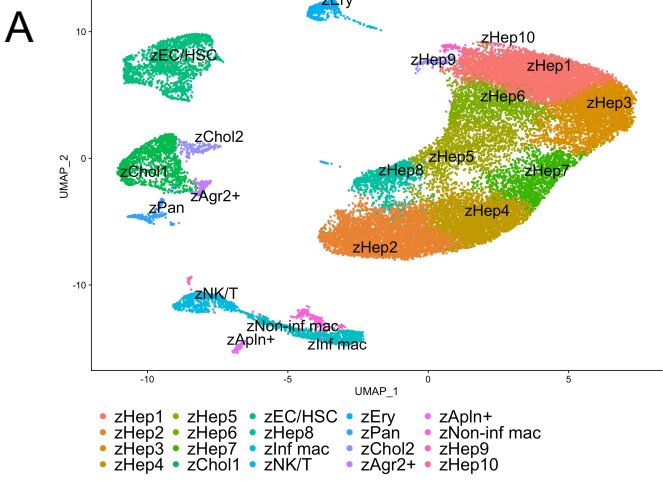 A
zEry
10
zHep10
zEC/HSC
zHep9
zHep1
zHep6
zHep3
zChol2
UMAP_2
0
zHep5
zChol1
zHep8
zHep7
zAgr2+
zPan
zHep4
zHep2
-10
zNK/T
zNon-inf mac
zApln+
zInf mac
-10 -5 0 5
UMAP_1
zHep1 zHep5 zEC/HSC zEry zApln+
zHep2 zHep6 zHep8 zPan zNon-inf mac
zHep3 zHep7 zInf mac zChol2 zHep9
zHep4 zChol1 zNK/T zAgr2+ zHep10